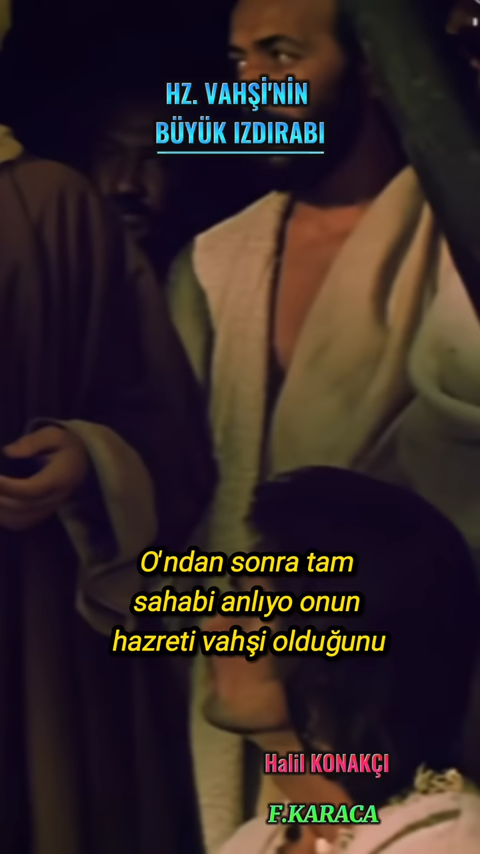 HZ. VAHŞİ'NİN
BÜYÜK IZDIRABI
O'ndan sonra tam
sahabi anlıyo onun
hazreti vahşi olduğunu
Halil KONAKÇI
F.KARACA